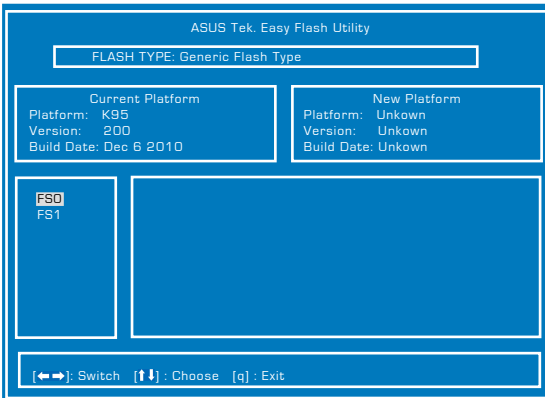 ASUS Tek. Easy Flash Utility
FLASH TYPE: Generic Flash Type
Current Platform
Platform: K95
Version: 200
Build Date: Dec 6 2010
New Platform
Platform: Unkown
Version: Unkown
Build Date: Unkown
FS0
FS1
[←→]: Switch [↑↓] : Choose [q] : Exit